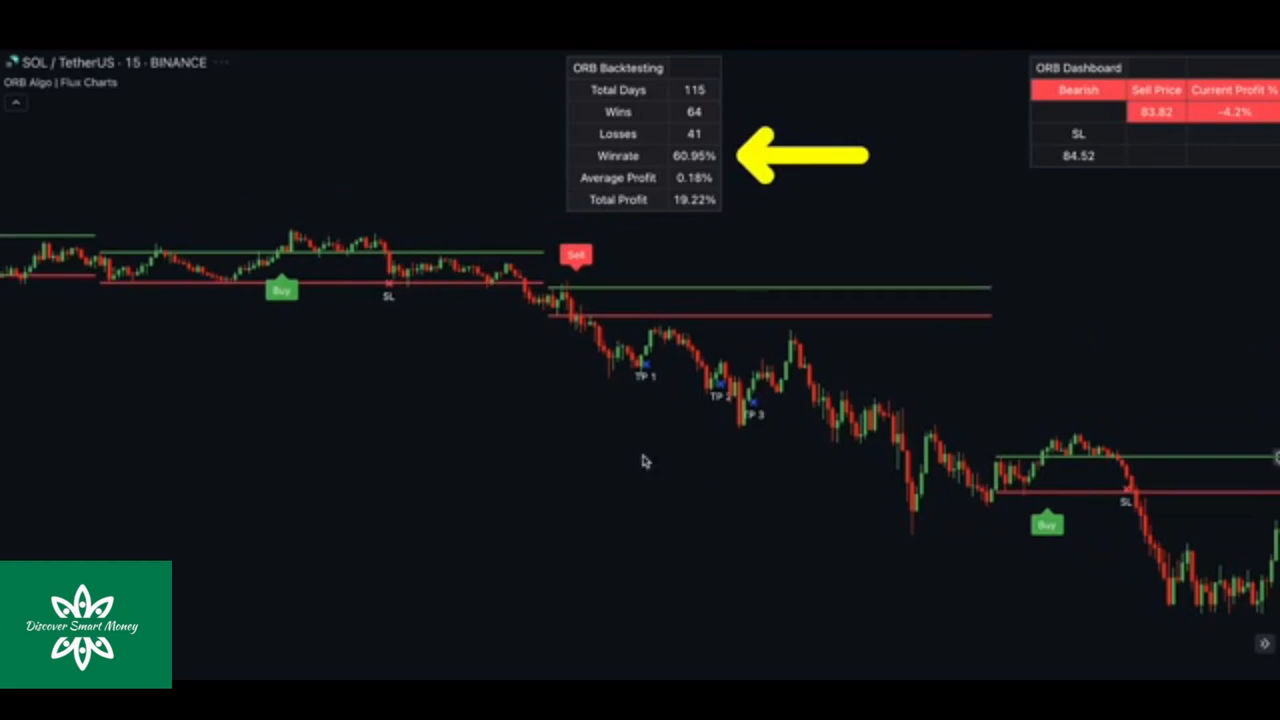 SOL / TetherUS · 15 · BINANCE ···
ORB Algo | Flux Charts
ORB Backtesting
Total Days 115
Wins 64
Losses 41
Winrate 60.95%
Average Profit 0.18%
Total Profit 19.22%
ORB Dashboard
Bearish Sell Price Current Profit %
83.82 -4.2%
SL
84.52
Sell
Buy
SL
TP 1
TP 2
TP 3
SL
Buy
Discover Smart Money